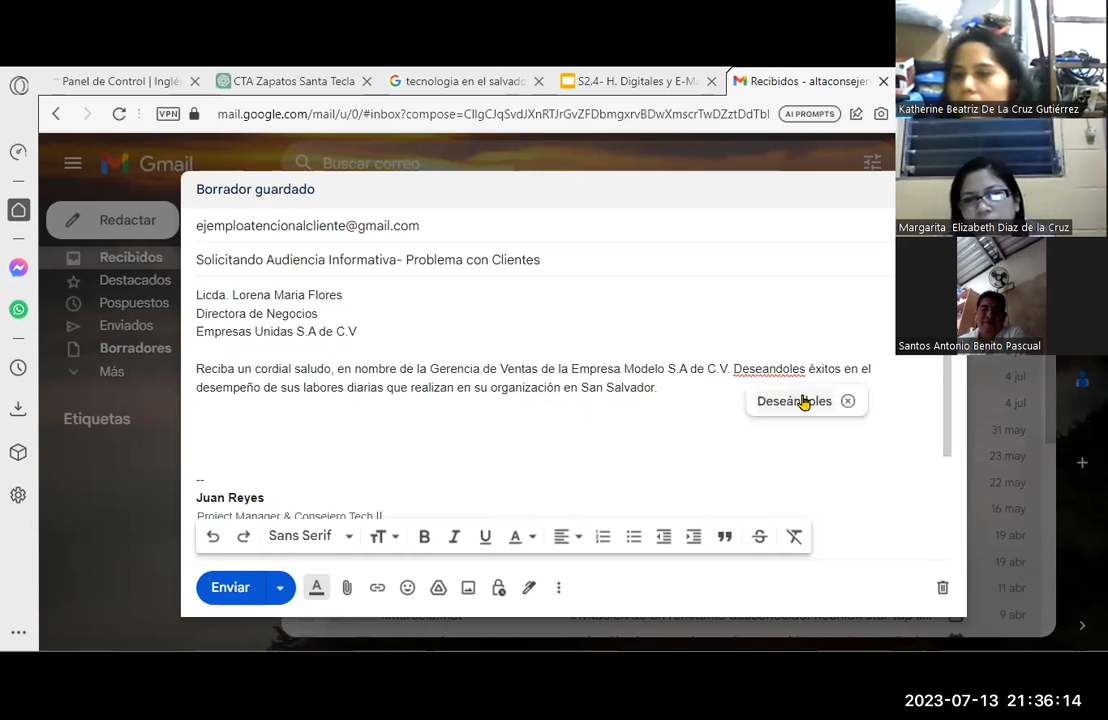 Panel de Control | Inglé
CTA Zapatos Santa Tecla
tecnologia en el salvado
S2.4- H. Digitales y E-Ma
Recibidos - altaconsejer
VPN
mail.google.com/mail/u/0/#inbox?compose=
AI PROMPTS
Gmail
Buscar correo
Redactar
Recibidos
Destacados
Pospuestos
Enviados
Borradores
Más
Etiquetas
Borrador guardado
ejemploatencionalcliente@gmail.com
Solicitando Audiencia Informativa- Problema con Clientes
Licda. Lorena Maria Flores
Directora de Negocios
Empresas Unidas S.A de C.V
Reciba un cordial saludo, en nombre de la Gerencia de Ventas de la Empresa Modelo S.A de C.V. Deseandoles éxitos en el
desempeño de sus labores diarias que realizan en su organización en San Salvador.
Deseándoles
--
Juan Reyes
Project Manager & Consejero Tech II
Sans Serif
Enviar
4 jul
4 jul
31 may
23 may
22 may
16 may
19 abr
19 abr
11 abr
9 abr
Katherine Beatriz De La Cruz Gutiérrez
Margarita Elizabeth Diaz de la Cruz
Santos Antonio Benito Pascual
2023-07-13 21:36:14